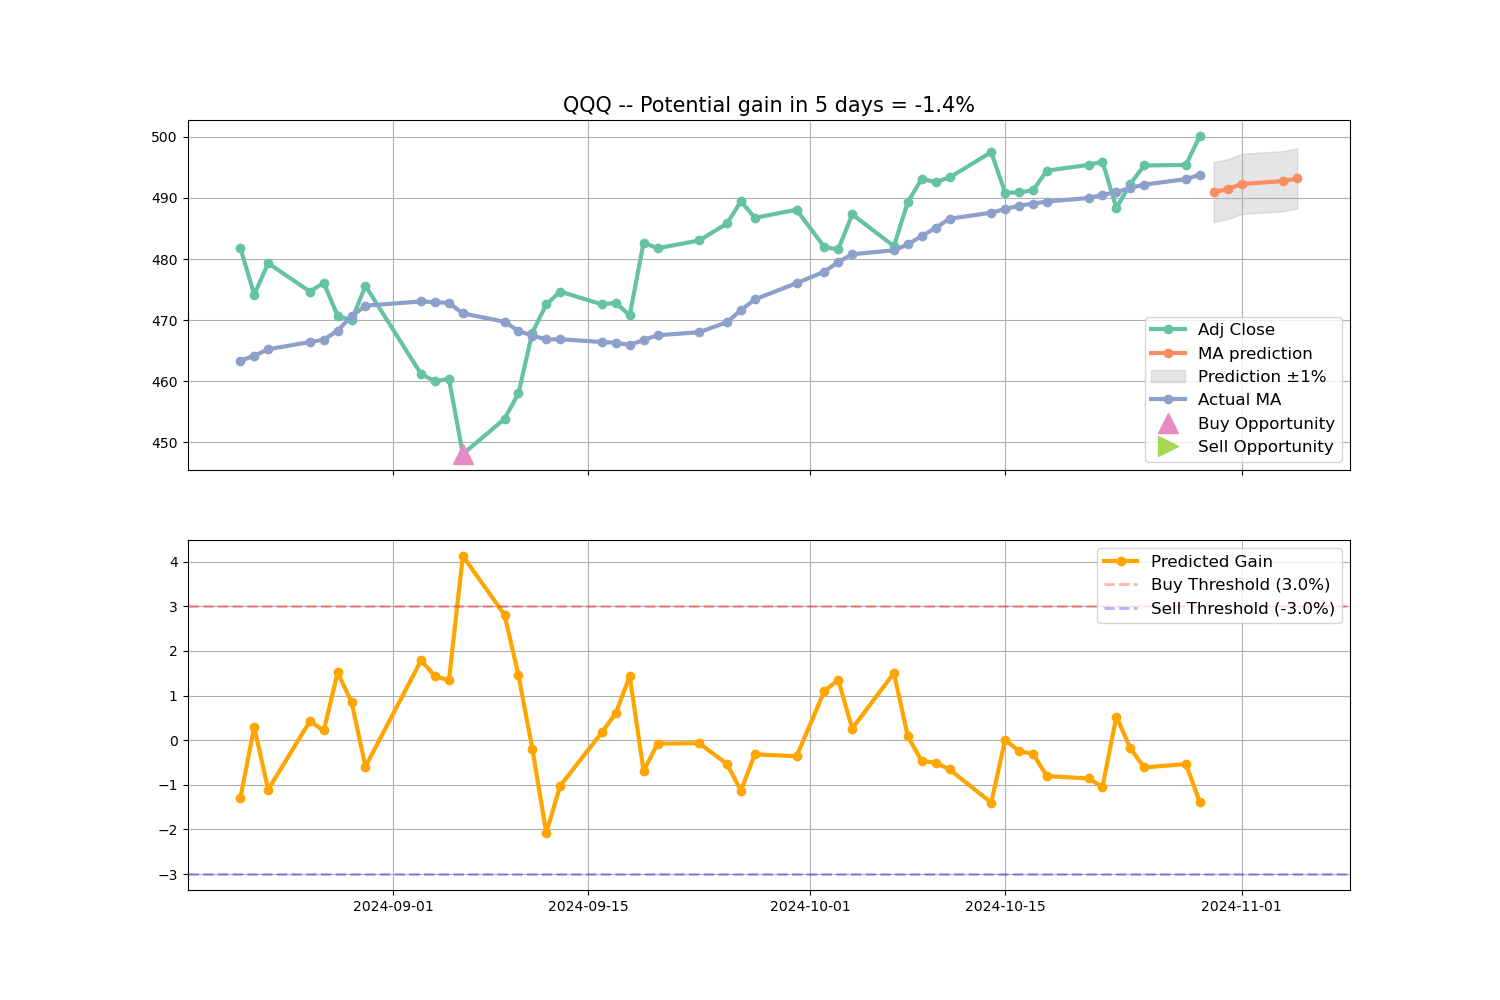 QQQ -- Potential gain in 5 days = -1.4%
500
490
480
470
460
450
Adj Close
MA prediction
Prediction ±1%
Actual MA
Buy Opportunity
Sell Opportunity
4
3
2
1
0
−1
−2
−3
Predicted Gain
Buy Threshold (3.0%)
Sell Threshold (-3.0%)
2024-09-01 2024-09-15 2024-10-01 2024-10-15 2024-11-01